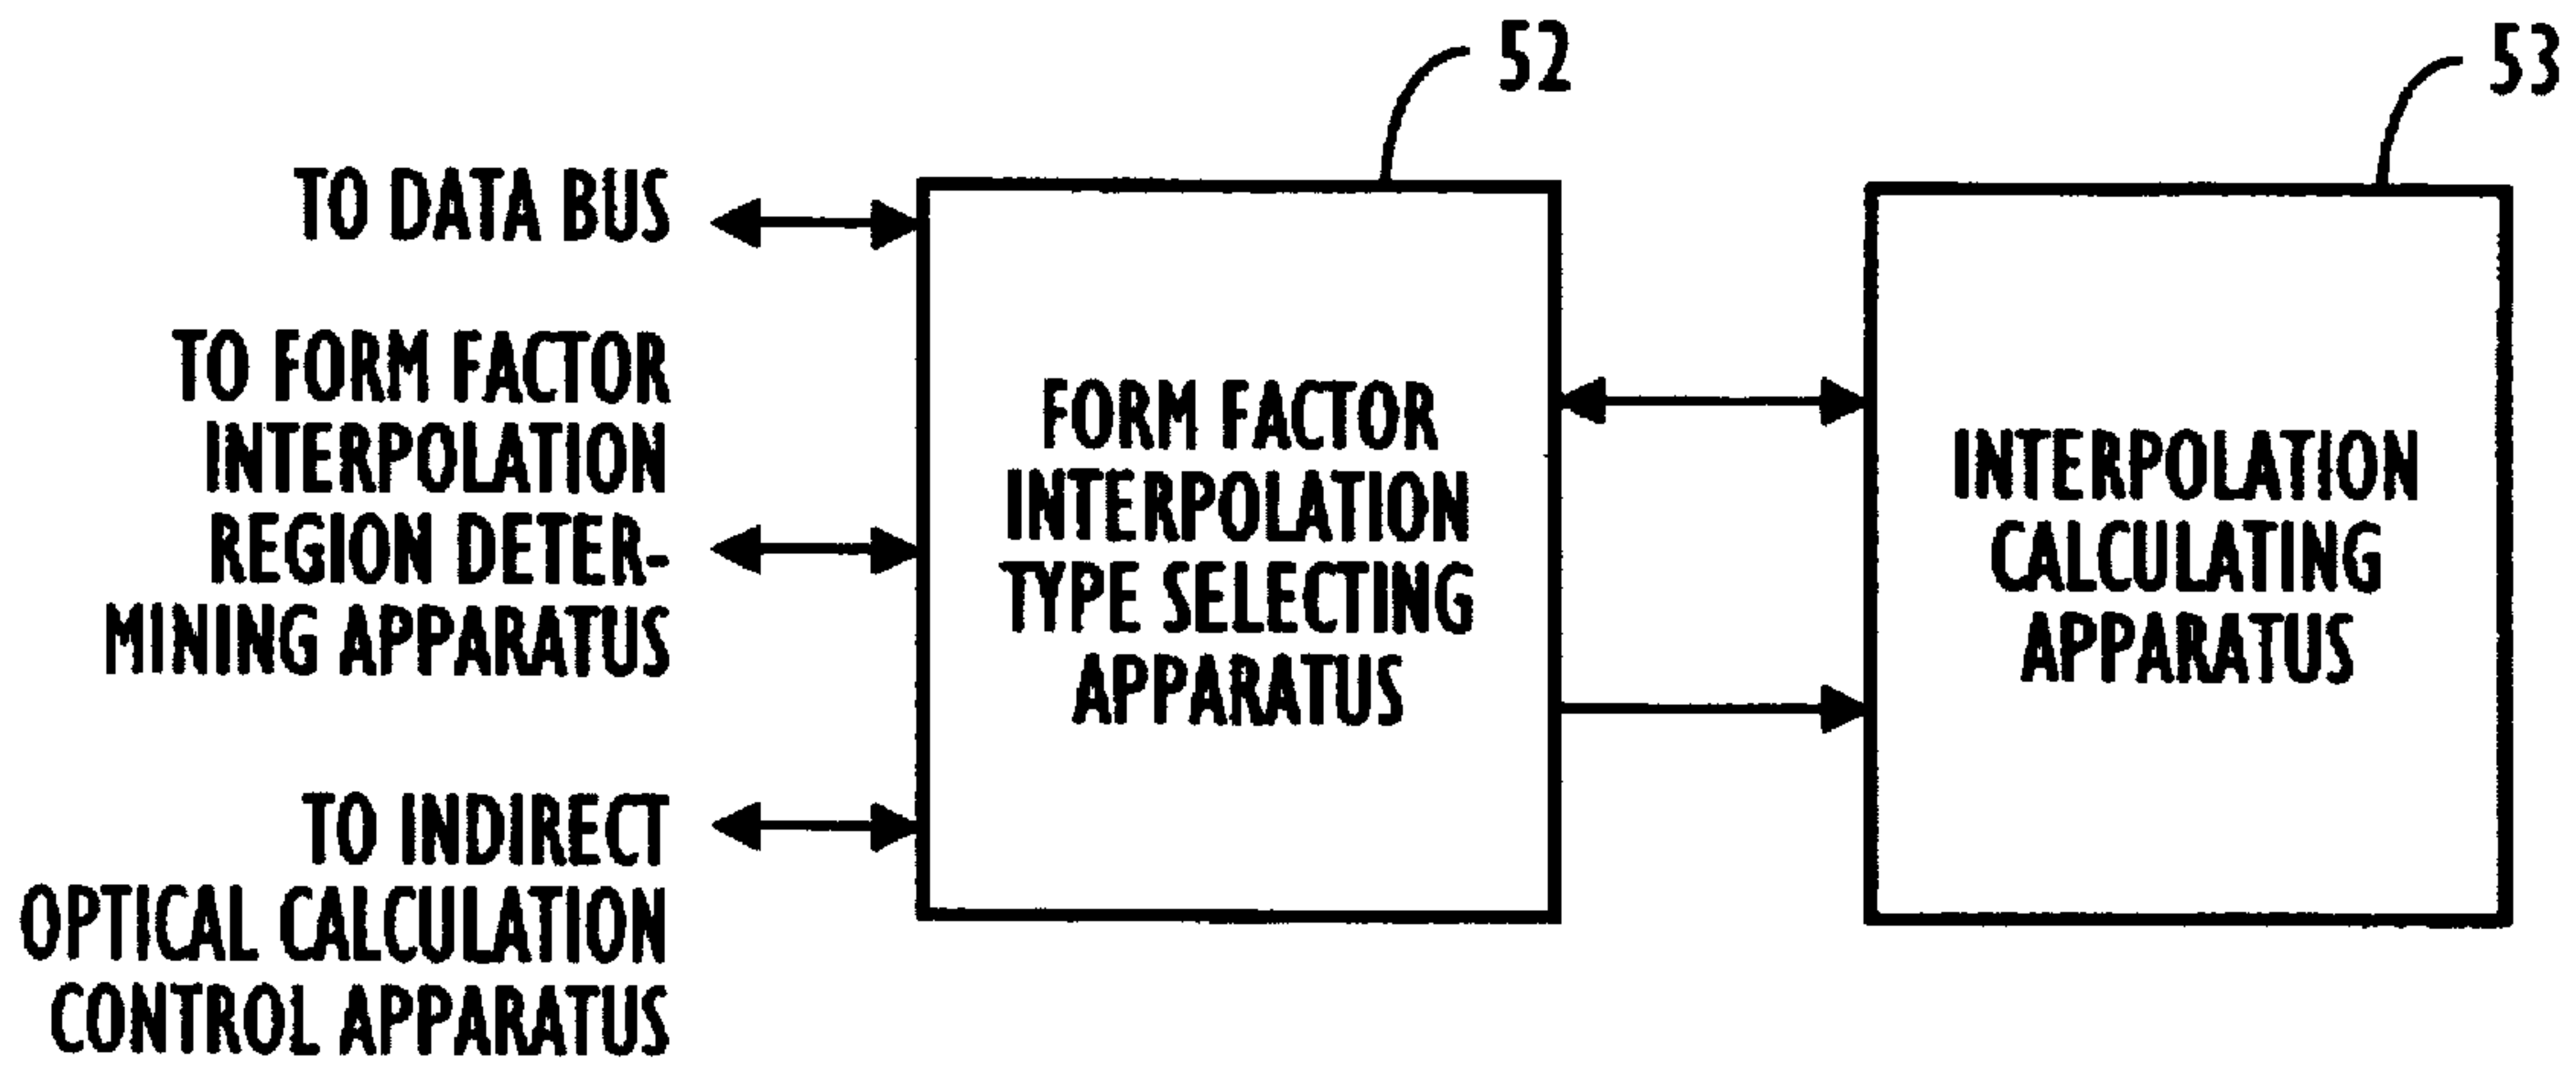 52
53
TO DATA BUS
TO FORM FACTOR
INTERPOLATION
REGION DETER-
MINING APPARATUS
TO INDIRECT
OPTICAL CALCULATION
CONTROL APPARATUS
FORM FACTOR
INTERPOLATION
TYPE SELECTING
APPARATUS
INTERPOLATION
CALCULATING
APPARATUS